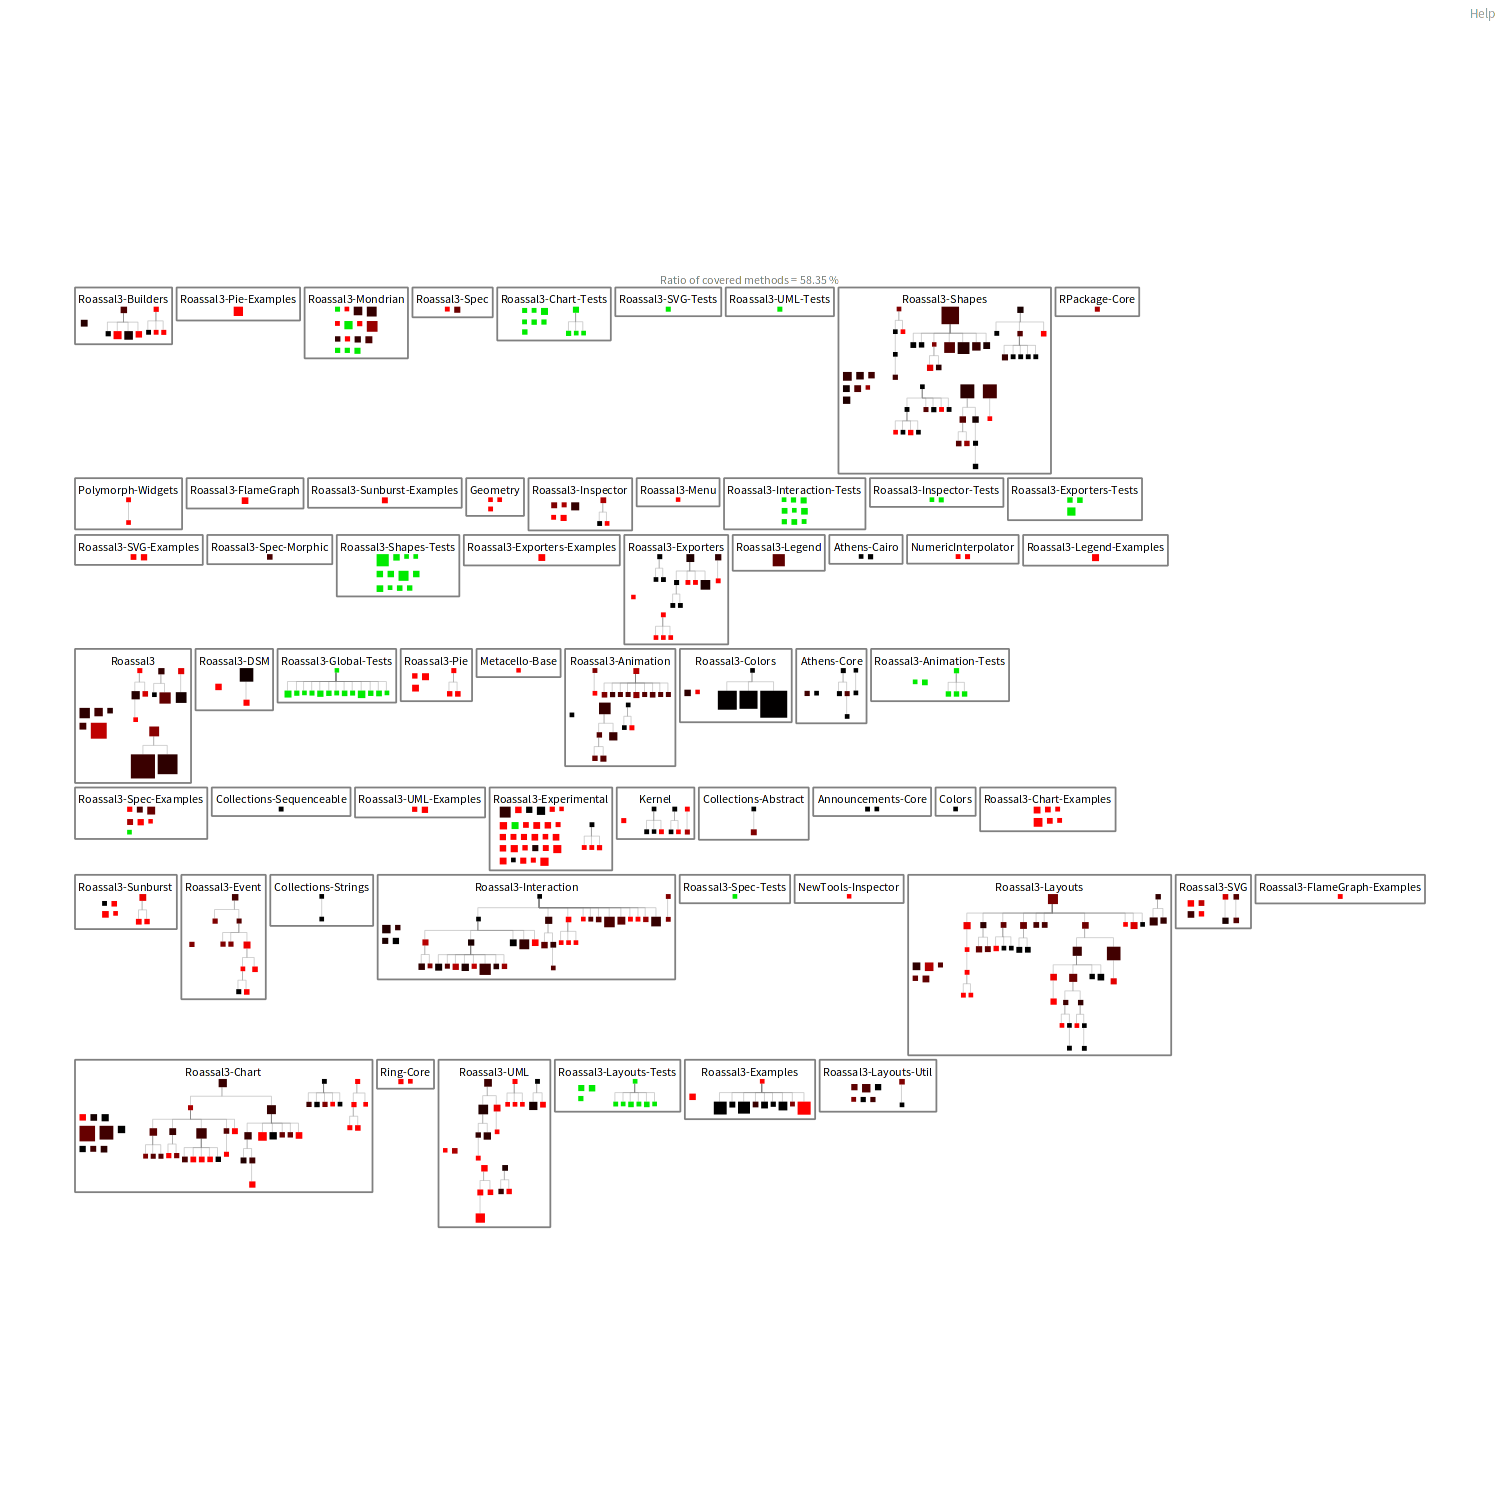 Help
Ratio of covered methods = 58.35 %
Roassal3-Builders
Roassal3-Pie-Examples
Roassal3-Mondrian
Roassal3-Spec
Roassal3-Chart-Tests
Roassal3-SVG-Tests
Roassal3-UML-Tests
Roassal3-Shapes
RPackage-Core
Polymorph-Widgets
Roassal3-FlameGraph
Roassal3-Sunburst-Examples
Geometry
Roassal3-Inspector
Roassal3-Menu
Roassal3-Interaction-Tests
Roassal3-Inspector-Tests
Roassal3-Exporters-Tests
Roassal3-SVG-Examples
Roassal3-Spec-Morphic
Roassal3-Shapes-Tests
Roassal3-Exporters-Examples
Roassal3-Exporters
Roassal3-Legend
Athens-Cairo
NumericInterpolator
Roassal3-Legend-Examples
Roassal3
Roassal3-DSM
Roassal3-Global-Tests
Roassal3-Pie
Metacello-Base
Roassal3-Animation
Roassal3-Colors
Athens-Core
Roassal3-Animation-Tests
Roassal3-Spec-Examples
Collections-Sequenceable
Roassal3-UML-Examples
Roassal3-Experimental
Kernel
Collections-Abstract
Announcements-Core
Colors
Roassal3-Chart-Examples
Roassal3-Sunburst
Roassal3-Event
Collections-Strings
Roassal3-Interaction
Roassal3-Spec-Tests
NewTools-Inspector
Roassal3-Layouts
Roassal3-SVG
Roassal3-FlameGraph-Examples
Roassal3-Chart
Ring-Core
Roassal3-UML
Roassal3-Layouts-Tests
Roassal3-Examples
Roassal3-Layouts-Util